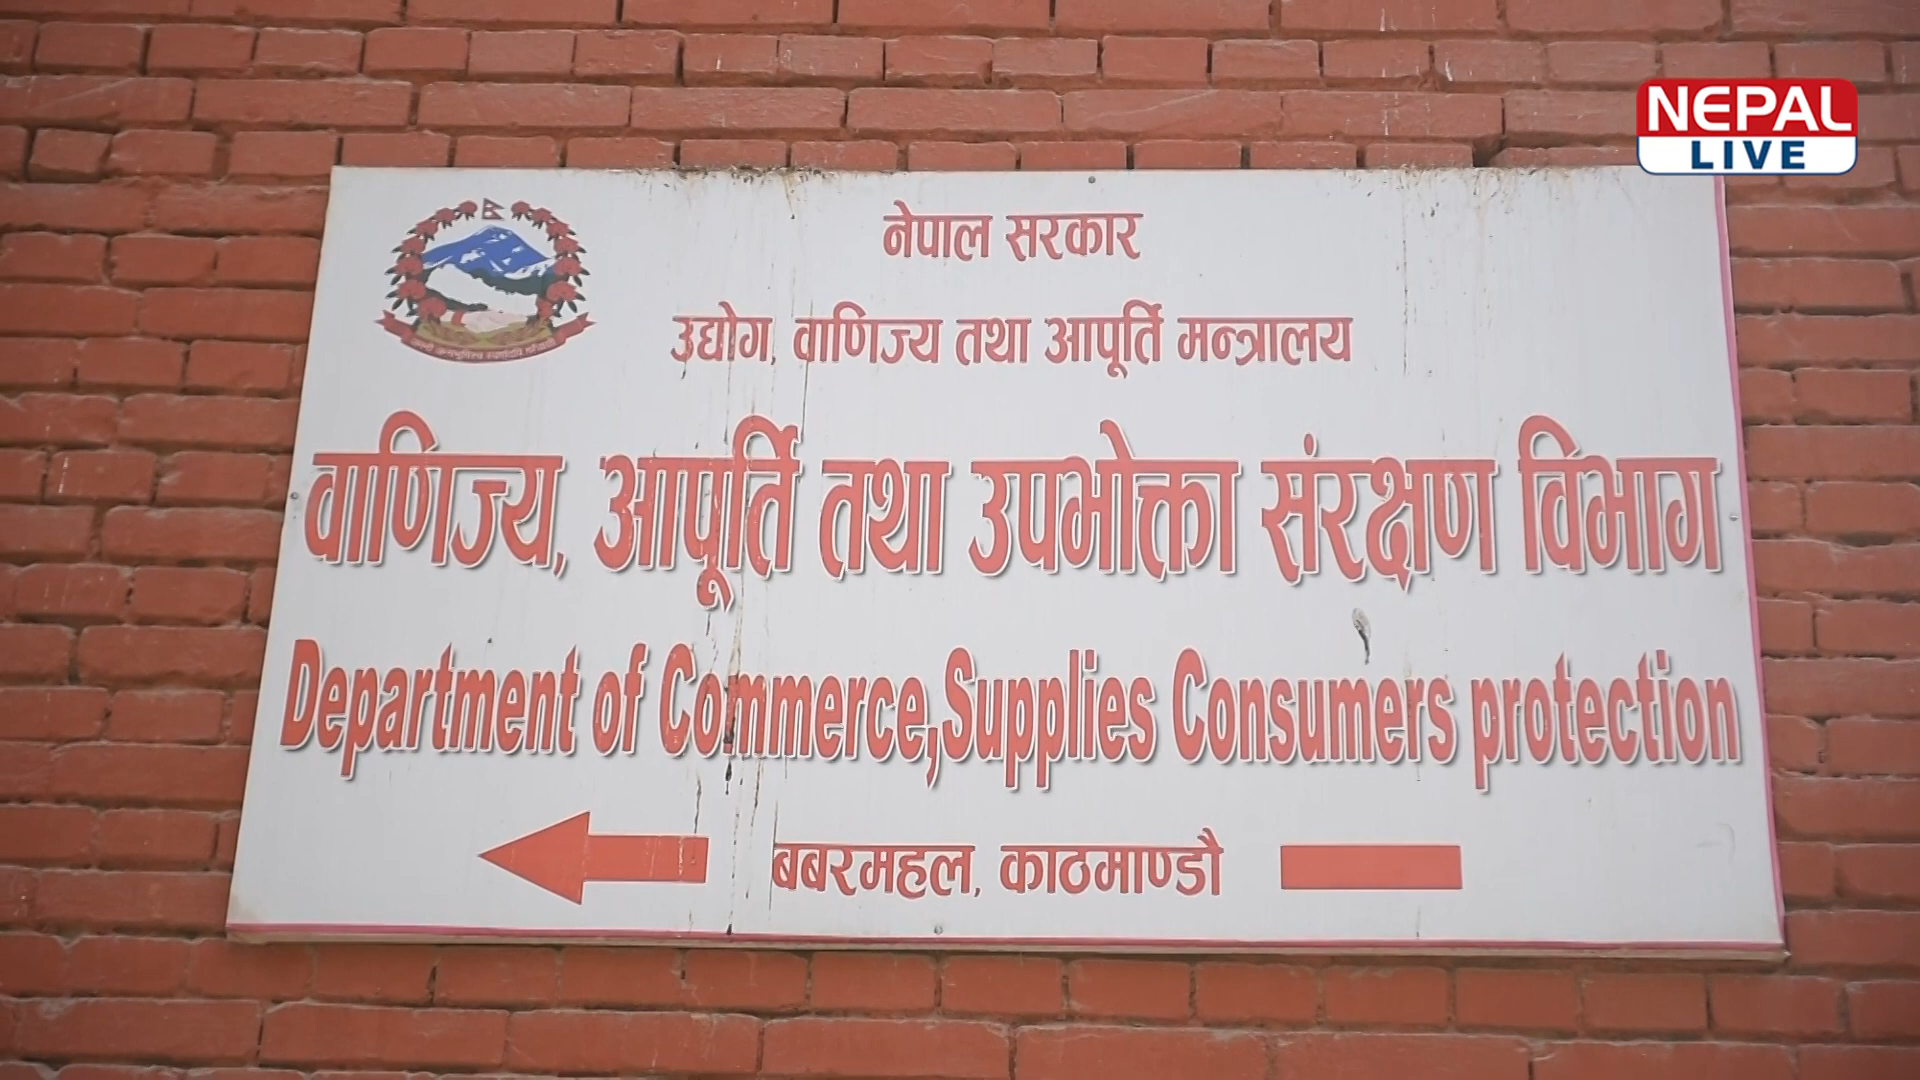 NEPAL
LIVE
नेपाल सरकार
उद्योग, वाणिज्य तथा आपूर्ति मन्त्रालय
वाणिज्य, आपूर्ति तथा उपभोक्ता संरक्षण विभाग
Department of Commerce,Supplies Consumers protection
बबरमहल, काठमाण्डौ